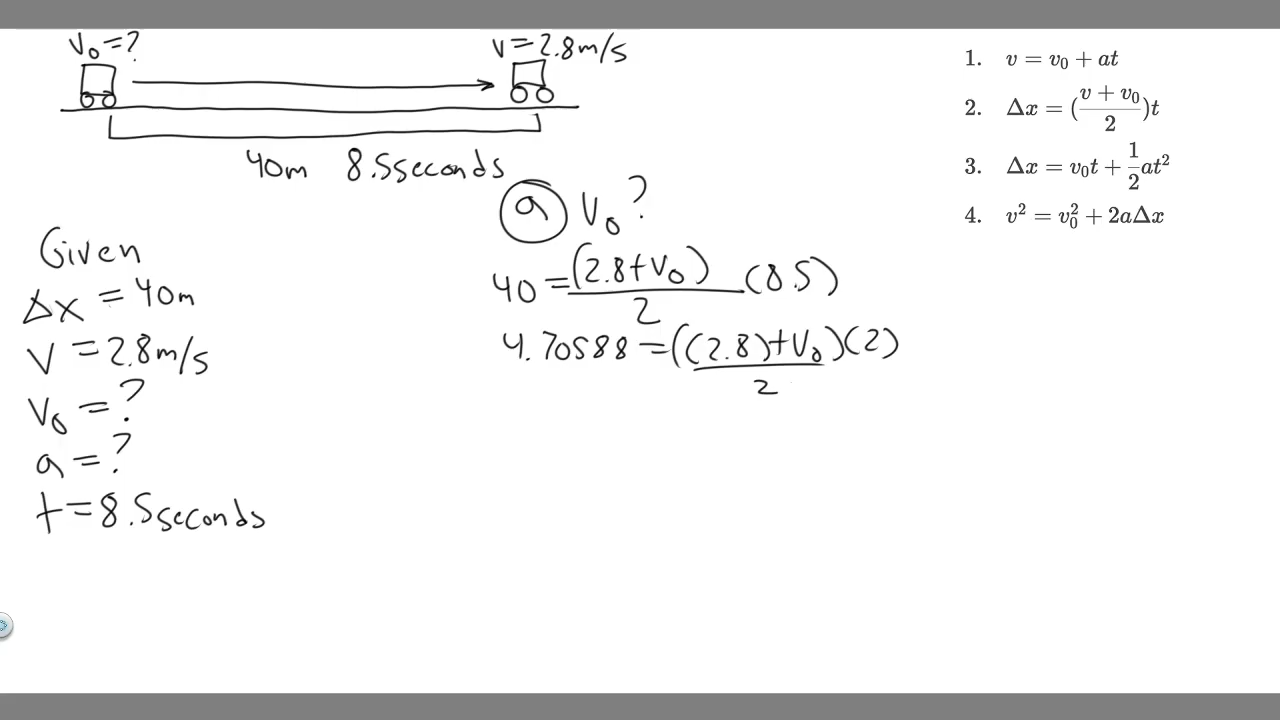 V₀=?
V=2.8m/s
40m 8.5seconds
Given
Δx=40m
V=2.8m/s
V₀=?
a=?
t=8.5seconds
a V₀?
40=(2.8+V₀)/2 (8.5)
4.70588=((2.8)+V₀)(2)/2
1. v = v₀ + at
2. Δx = (v + v₀/2)t
3. Δx = v₀t + 1/2 at²
4. v² = v₀² + 2aΔx